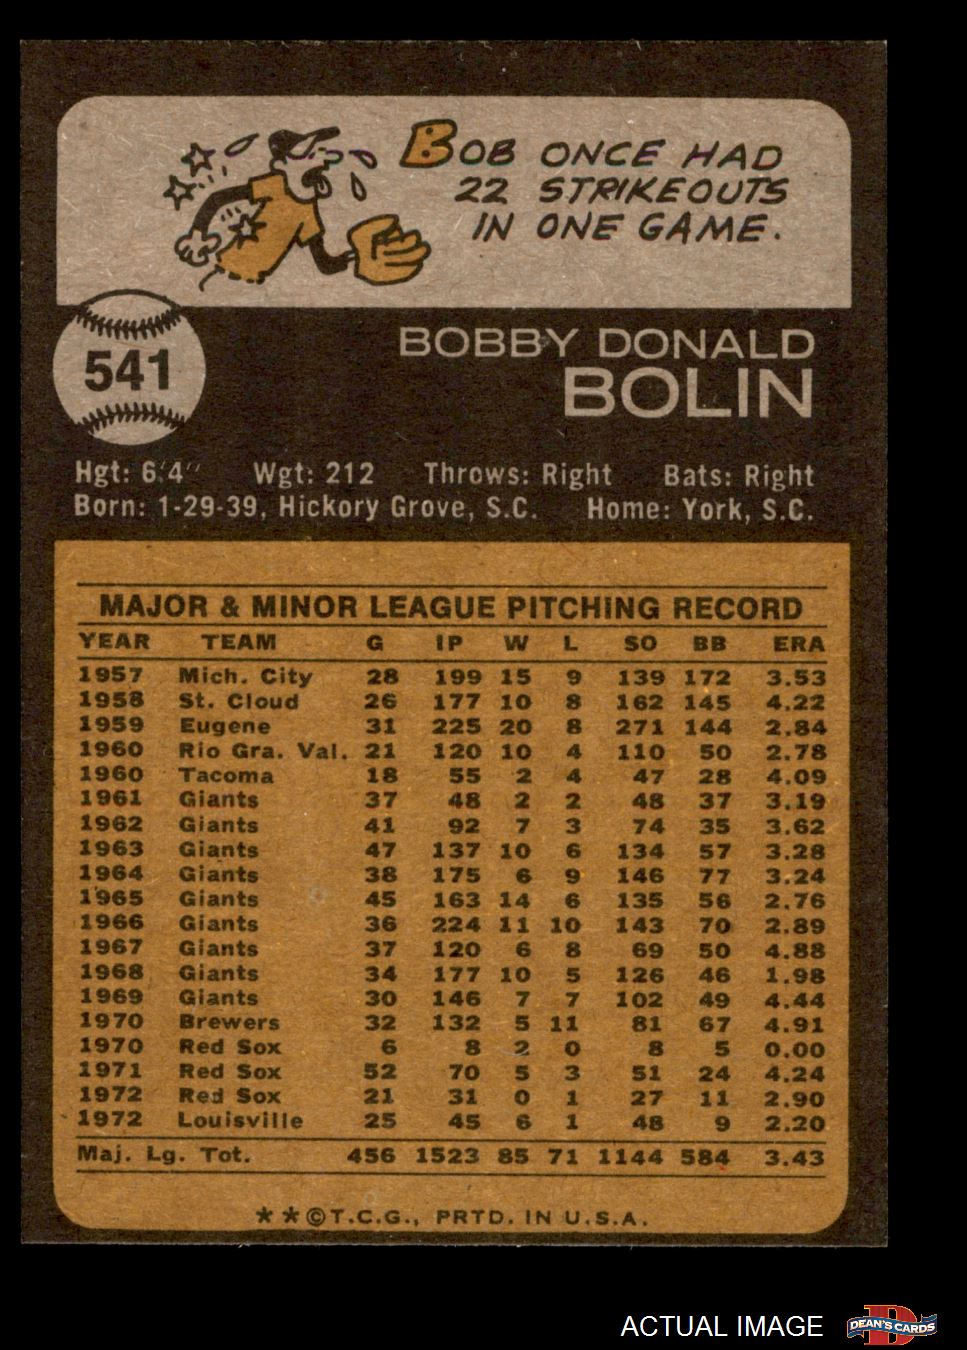 BOB ONCE HAD
22 STRIKEOUTS
IN ONE GAME.
541
BOBBY DONALD
BOLIN
Hgt: 6'4" Wgt: 212 Throws: Right Bats: Right
Born: 1-29-39, Hickory Grove, S.C. Home: York, S.C.
MAJOR & MINOR LEAGUE PITCHING RECORD
YEAR TEAM G IP W L SO BB ERA
1957 Mich. City 28 199 15 9 139 172 3.53
1958 St. Cloud 26 177 10 8 162 145 4.22
1959 Eugene 31 225 20 8 271 144 2.84
1960 Rio Gra. Val. 21 120 10 4 110 50 2.78
1960 Tacoma 18 55 2 4 47 28 4.09
1961 Giants 37 48 2 2 48 37 3.19
1962 Giants 41 92 7 3 74 35 3.62
1963 Giants 47 137 10 6 134 57 3.28
1964 Giants 38 175 6 9 146 77 3.24
1965 Giants 45 163 14 6 135 56 2.76
1966 Giants 36 224 11 10 143 70 2.89
1967 Giants 37 120 6 8 69 50 4.88
1968 Giants 34 177 10 5 126 46 1.98
1969 Giants 30 146 7 7 102 49 4.44
1970 Brewers 32 132 5 11 81 67 4.91
1970 Red Sox 6 8 2 0 8 5 0.00
1971 Red Sox 52 70 5 3 51 24 4.24
1972 Red Sox 21 31 0 1 27 11 2.90
1972 Louisville 25 45 6 1 48 9 2.20
Maj. Lg. Tot. 456 1523 85 71 1144 584 3.43
**©T.C.G., PRTD. IN U.S.A.
ACTUAL IMAGE
D
DEAN'S CARDS